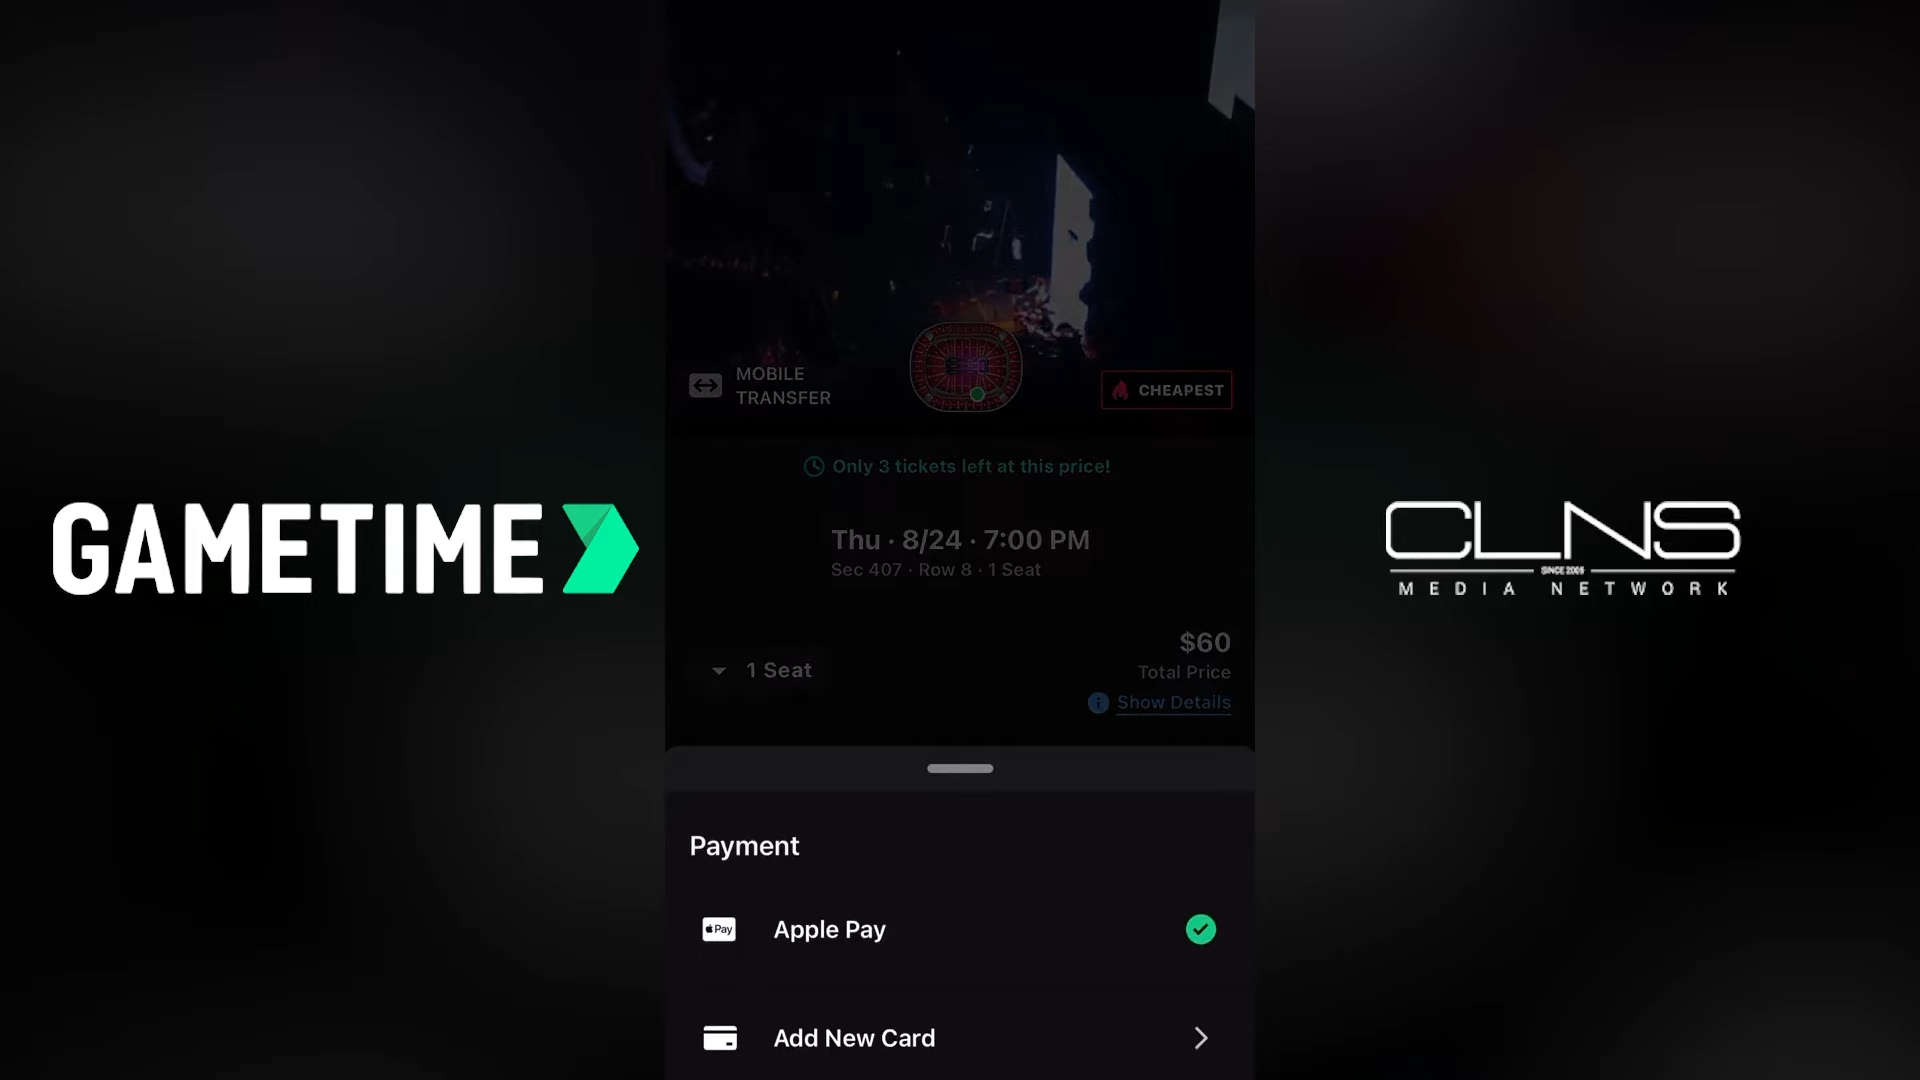 MOBILE
TRANSFER
CHEAPEST
Only 3 tickets left at this price!
Thu · 8/24 · 7:00 PM
Sec 407 · Row 8 · 1 Seat
GAMETIME
CLNS
SINCE 2005
MEDIA NETWORK
1 Seat
$60
Total Price
Show Details
Payment
Pay
Apple Pay
Add New Card